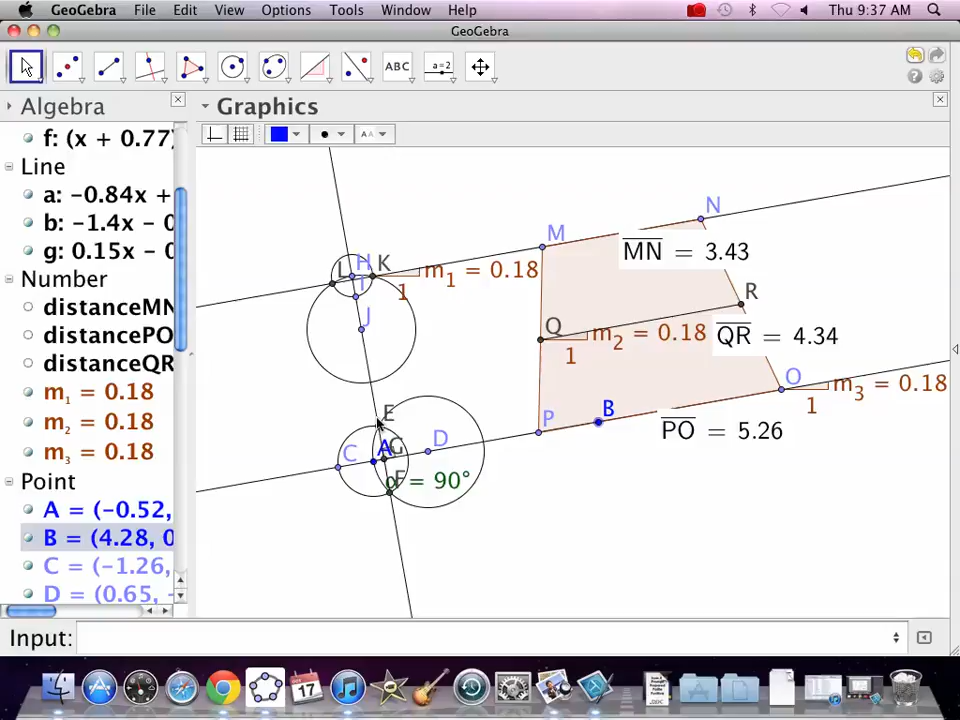 GeoGebra File Edit View Options Tools Window Help Thu 9:37 AM
GeoGebra
ABC
a=2
Algebra
Graphics
AA
f: (x + 0.77)
Line
a: -0.84x +
b: -1.4x - 0
g: 0.15x - 0
Number
distanceMN
distancePO
distanceQR
m₁ = 0.18
m₂ = 0.18
m₃ = 0.18
Point
A = (-0.52,
B = (4.28, 0
C = (-1.26,
D = (0.65, -
N
M
MN = 3.43
L H K
m₁ = 0.18
I
1
J
R
Q
m₂ = 0.18
QR = 4.34
1
O
m₃ = 0.18
1
E
B
P
PO = 5.26
D
C A G
F
α = 90°
Input:
JUL
17